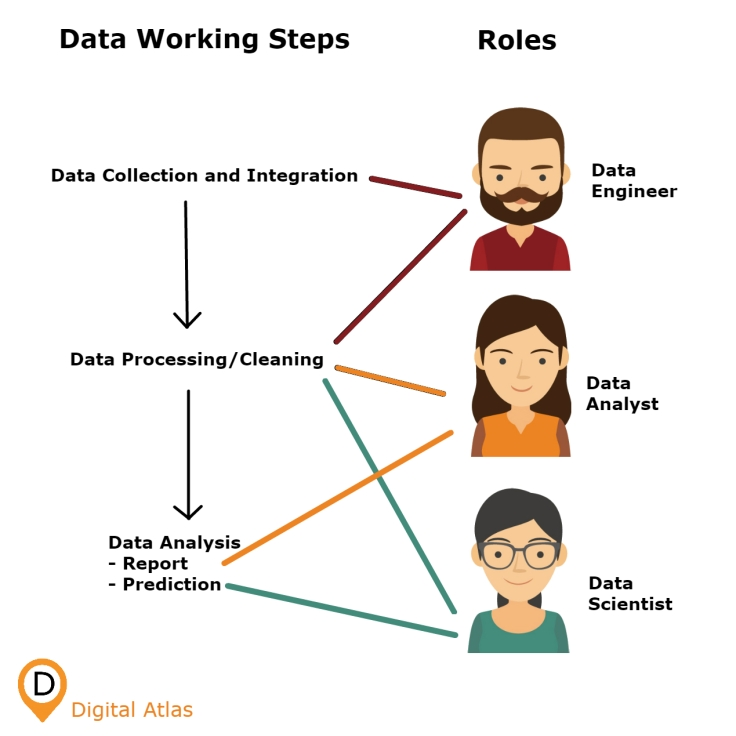 Data Working Steps
Roles
Data Collection and Integration
Data
Engineer
Data Processing/Cleaning
Data
Analyst
Data Analysis
- Report
- Prediction
Data
Scientist
D
Digital Atlas